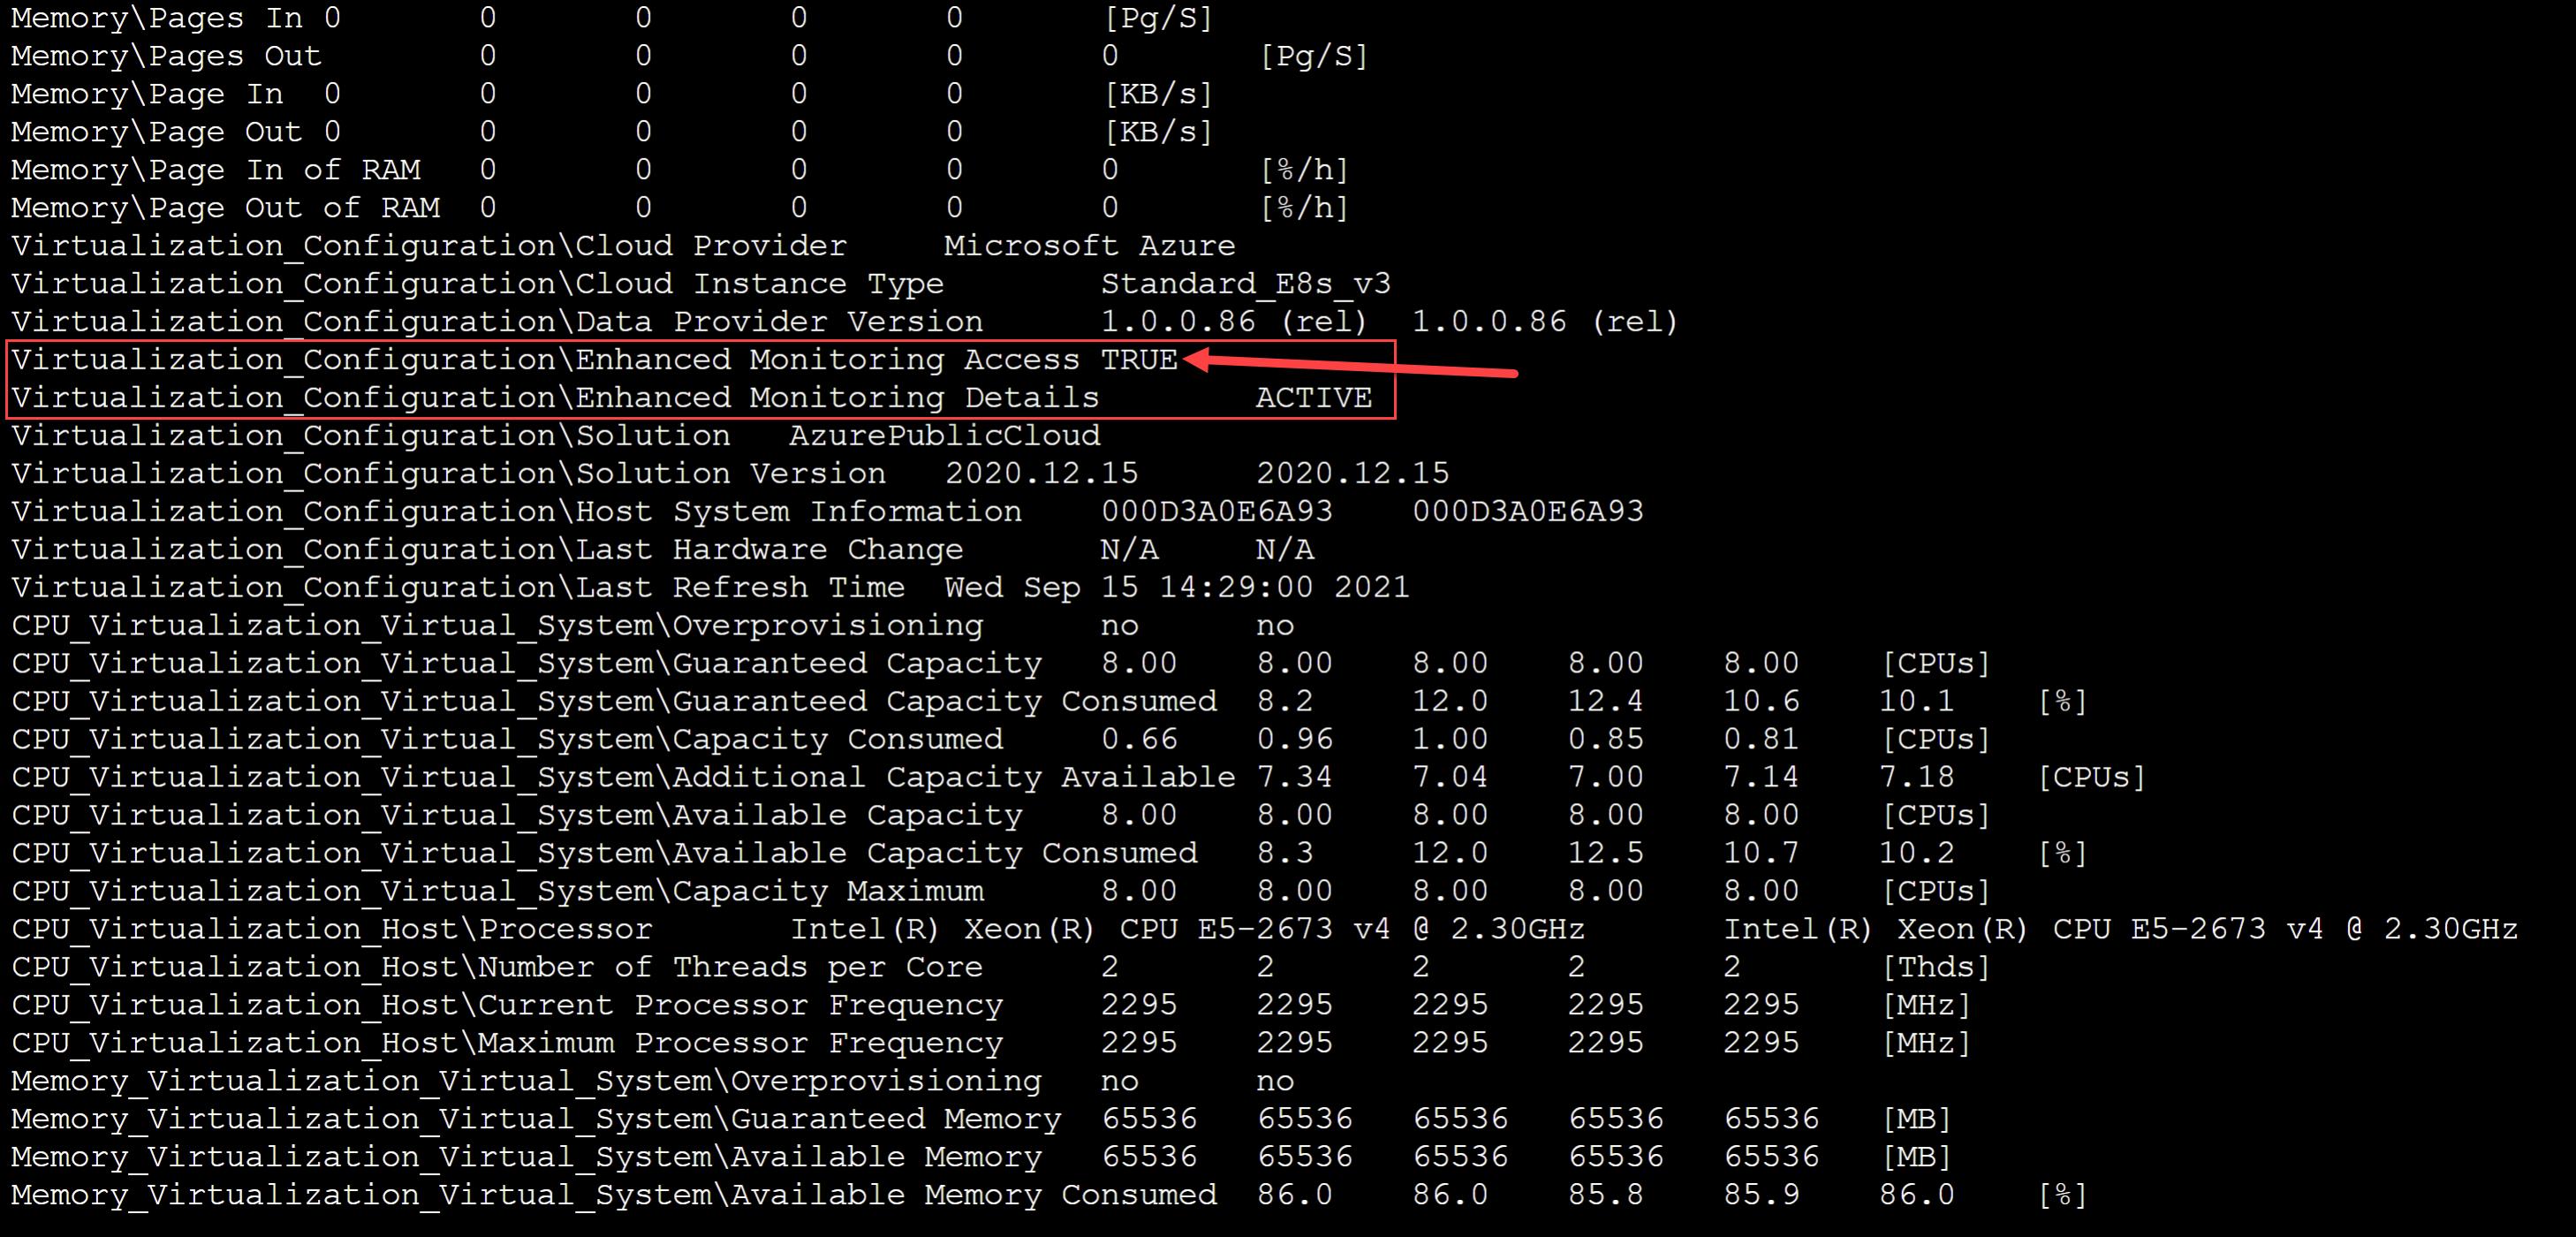 Memory\Pages In 0 0 0 0 0 [Pg/S]
Memory\Pages Out 0 0 0 0 0 [Pg/S]
Memory\Page In 0 0 0 0 0 [KB/s]
Memory\Page Out 0 0 0 0 0 [KB/s]
Memory\Page In of RAM 0 0 0 0 0 [%/h]
Memory\Page Out of RAM 0 0 0 0 0 [%/h]
Virtualization_Configuration\Cloud Provider Microsoft Azure
Virtualization_Configuration\Cloud Instance Type Standard_E8s_v3
Virtualization_Configuration\Data Provider Version 1.0.0.86 (rel) 1.0.0.86 (rel)
Virtualization_Configuration\Enhanced Monitoring Access TRUE
Virtualization_Configuration\Enhanced Monitoring Details ACTIVE
Virtualization_Configuration\Solution AzurePublicCloud
Virtualization_Configuration\Solution Version 2020.12.15 2020.12.15
Virtualization_Configuration\Host System Information 000D3A0E6A93 000D3A0E6A93
Virtualization_Configuration\Last Hardware Change N/A N/A
Virtualization_Configuration\Last Refresh Time Wed Sep 15 14:29:00 2021
CPU_Virtualization_Virtual_System\Overprovisioning no no
CPU_Virtualization_Virtual_System\Guaranteed Capacity 8.00 8.00 8.00 8.00 8.00 [CPUs]
CPU_Virtualization_Virtual_System\Guaranteed Capacity Consumed 8.2 12.0 12.4 10.6 10.1 [%]
CPU_Virtualization_Virtual_System\Capacity Consumed 0.66 0.96 1.00 0.85 0.81 [CPUs]
CPU_Virtualization_Virtual_System\Additional Capacity Available 7.34 7.04 7.00 7.14 7.18 [CPUs]
CPU_Virtualization_Virtual_System\Available Capacity 8.00 8.00 8.00 8.00 8.00 [CPUs]
CPU_Virtualization_Virtual_System\Available Capacity Consumed 8.3 12.0 12.5 10.7 10.2 [%]
CPU_Virtualization_Virtual_System\Capacity Maximum 8.00 8.00 8.00 8.00 8.00 [CPUs]
CPU_Virtualization_Host\Processor Intel(R) Xeon(R) CPU E5-2673 v4 @ 2.30GHz Intel(R) Xeon(R) CPU E5-2673 v4 @ 2.30GHz
CPU_Virtualization_Host\Number of Threads per Core 2 2 2 2 2 [Thds]
CPU_Virtualization_Host\Current Processor Frequency 2295 2295 2295 2295 2295 [MHz]
CPU_Virtualization_Host\Maximum Processor Frequency 2295 2295 2295 2295 2295 [MHz]
Memory_Virtualization_Virtual_System\Overprovisioning no no
Memory_Virtualization_Virtual_System\Guaranteed Memory 65536 65536 65536 65536 65536 [MB]
Memory_Virtualization_Virtual_System\Available Memory 65536 65536 65536 65536 65536 [MB]
Memory_Virtualization_Virtual_System\Available Memory Consumed 86.0 86.0 85.8 85.9 86.0 [%]